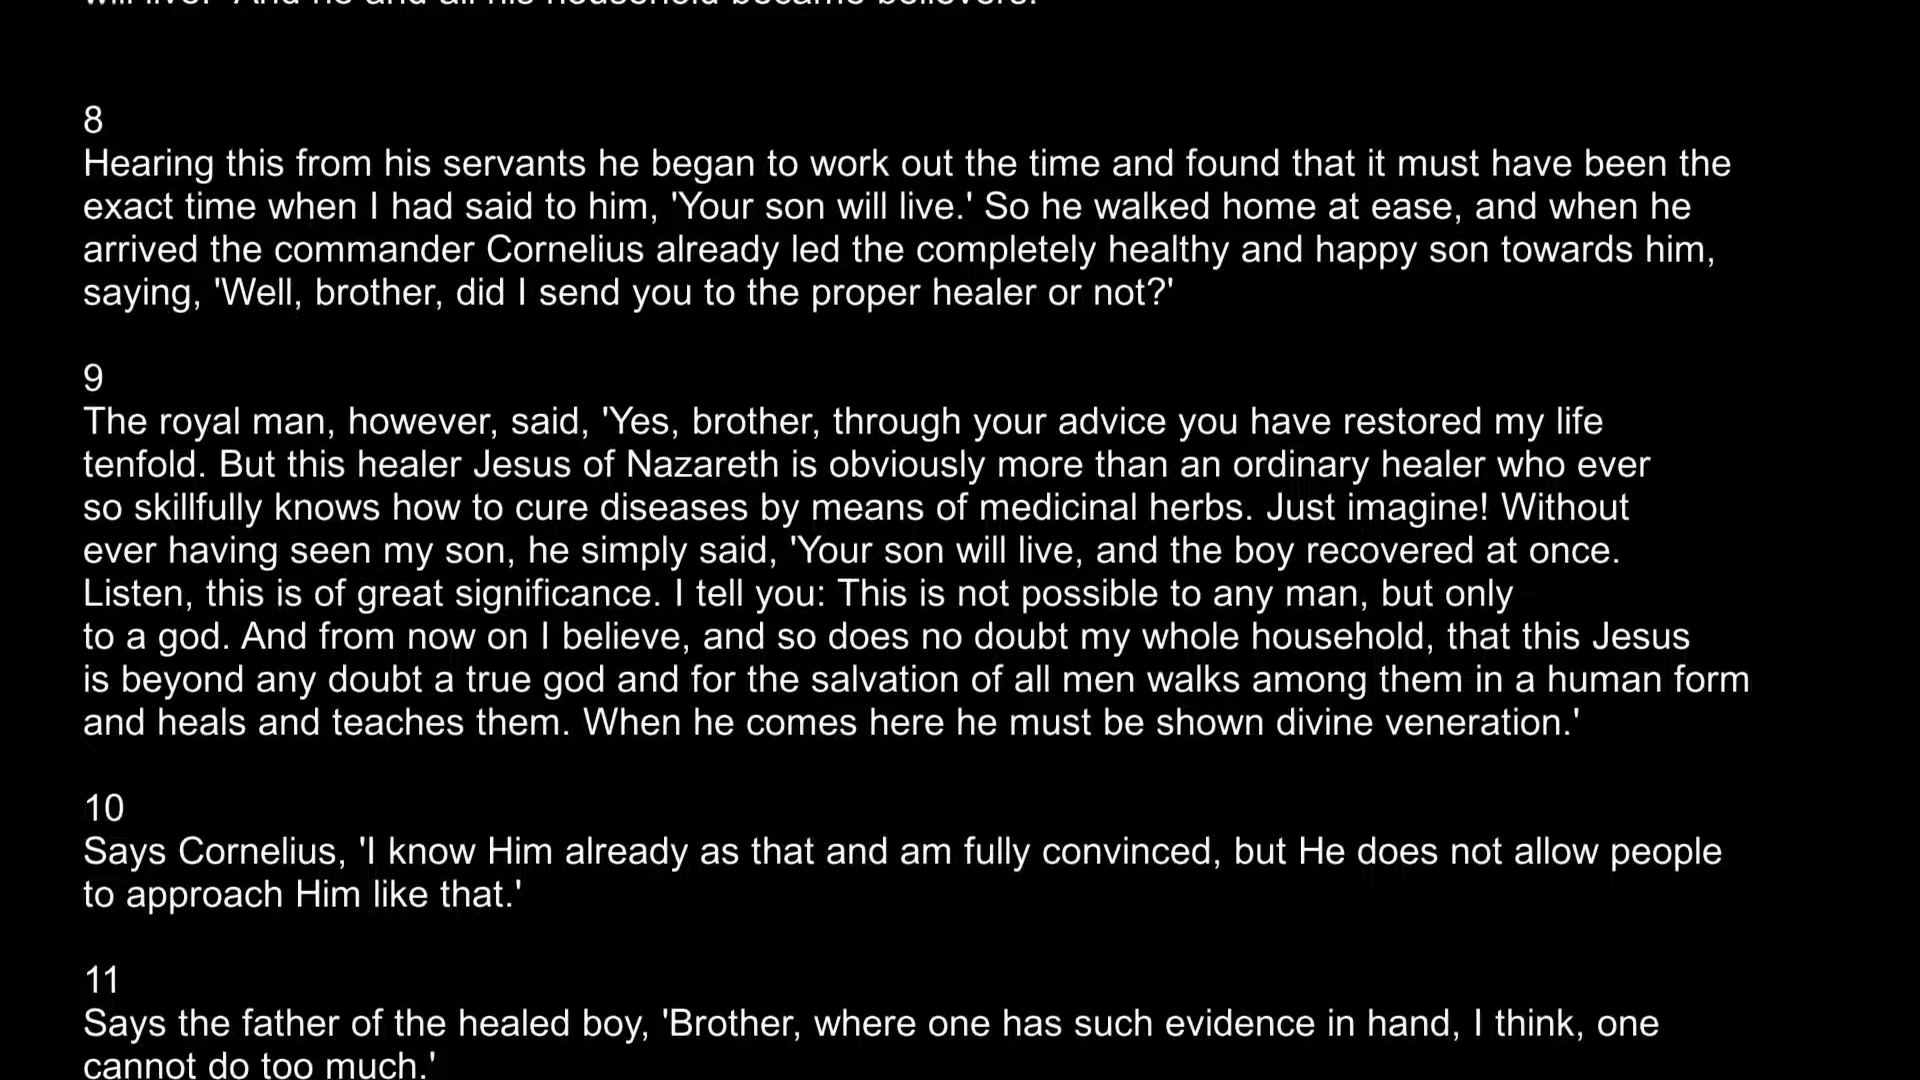 will live.' And he and all his household became believers.'
8
Hearing this from his servants he began to work out the time and found that it must have been the
exact time when I had said to him, 'Your son will live.' So he walked home at ease, and when he
arrived the commander Cornelius already led the completely healthy and happy son towards him,
saying, 'Well, brother, did I send you to the proper healer or not?'
9
The royal man, however, said, 'Yes, brother, through your advice you have restored my life
tenfold. But this healer Jesus of Nazareth is obviously more than an ordinary healer who ever
so skillfully knows how to cure diseases by means of medicinal herbs. Just imagine! Without
ever having seen my son, he simply said, 'Your son will live, and the boy recovered at once.
Listen, this is of great significance. I tell you: This is not possible to any man, but only
to a god. And from now on I believe, and so does no doubt my whole household, that this Jesus
is beyond any doubt a true god and for the salvation of all men walks among them in a human form
and heals and teaches them. When he comes here he must be shown divine veneration.'
10
Says Cornelius, 'I know Him already as that and am fully convinced, but He does not allow people
to approach Him like that.'
11
Says the father of the healed boy, 'Brother, where one has such evidence in hand, I think, one
cannot do too much.'